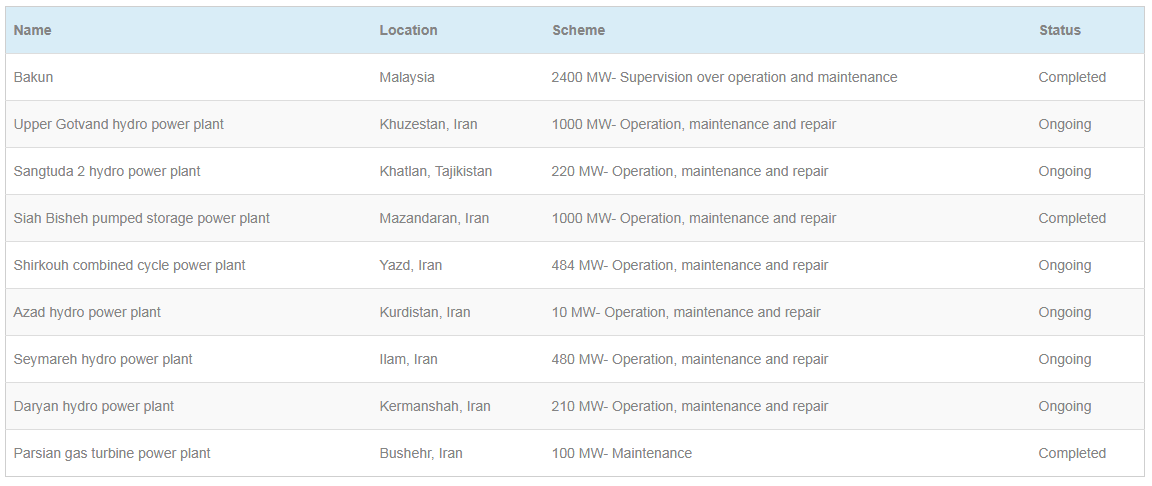 Name Location Scheme Status
Bakun Malaysia 2400 MW- Supervision over operation and maintenance Completed
Upper Gotvand hydro power plant Khuzestan, Iran 1000 MW- Operation, maintenance and repair Ongoing
Sangtuda 2 hydro power plant Khatlan, Tajikistan 220 MW- Operation, maintenance and repair Ongoing
Siah Bisheh pumped storage power plant Mazandaran, Iran 1000 MW- Operation, maintenance and repair Completed
Shirkouh combined cycle power plant Yazd, Iran 484 MW- Operation, maintenance and repair Ongoing
Azad hydro power plant Kurdistan, Iran 10 MW- Operation, maintenance and repair Ongoing
Seymareh hydro power plant Ilam, Iran 480 MW- Operation, maintenance and repair Ongoing
Daryan hydro power plant Kermanshah, Iran 210 MW- Operation, maintenance and repair Ongoing
Parsian gas turbine power plant Bushehr, Iran 100 MW- Maintenance Completed